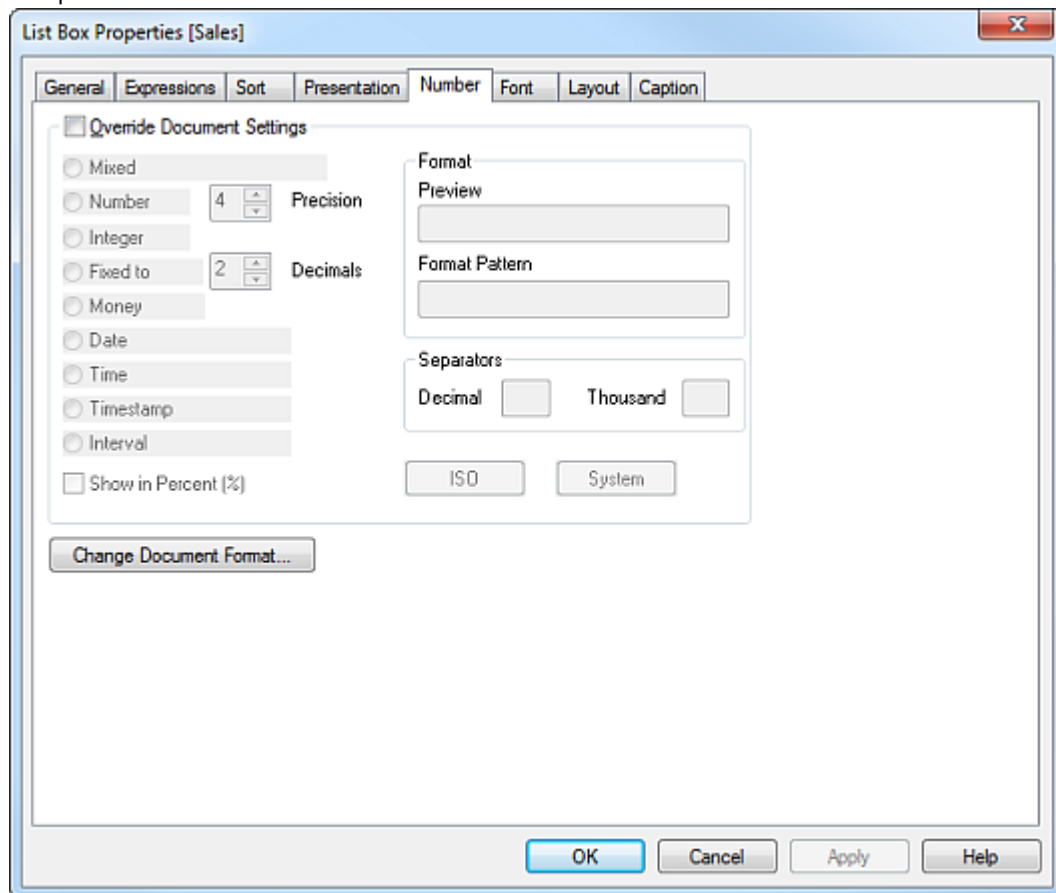 List Box Properties [Sales]
General Expressions Sort Presentation Number Font Layout Caption
Override Document Settings
Mixed
Number 4 Precision
Integer
Fixed to 2 Decimals
Money
Date
Time
Timestamp
Interval
Show in Percent (%)
Format
Preview
Format Pattern
Separators
Decimal Thousand
ISO System
Change Document Format...
OK Cancel Apply Help